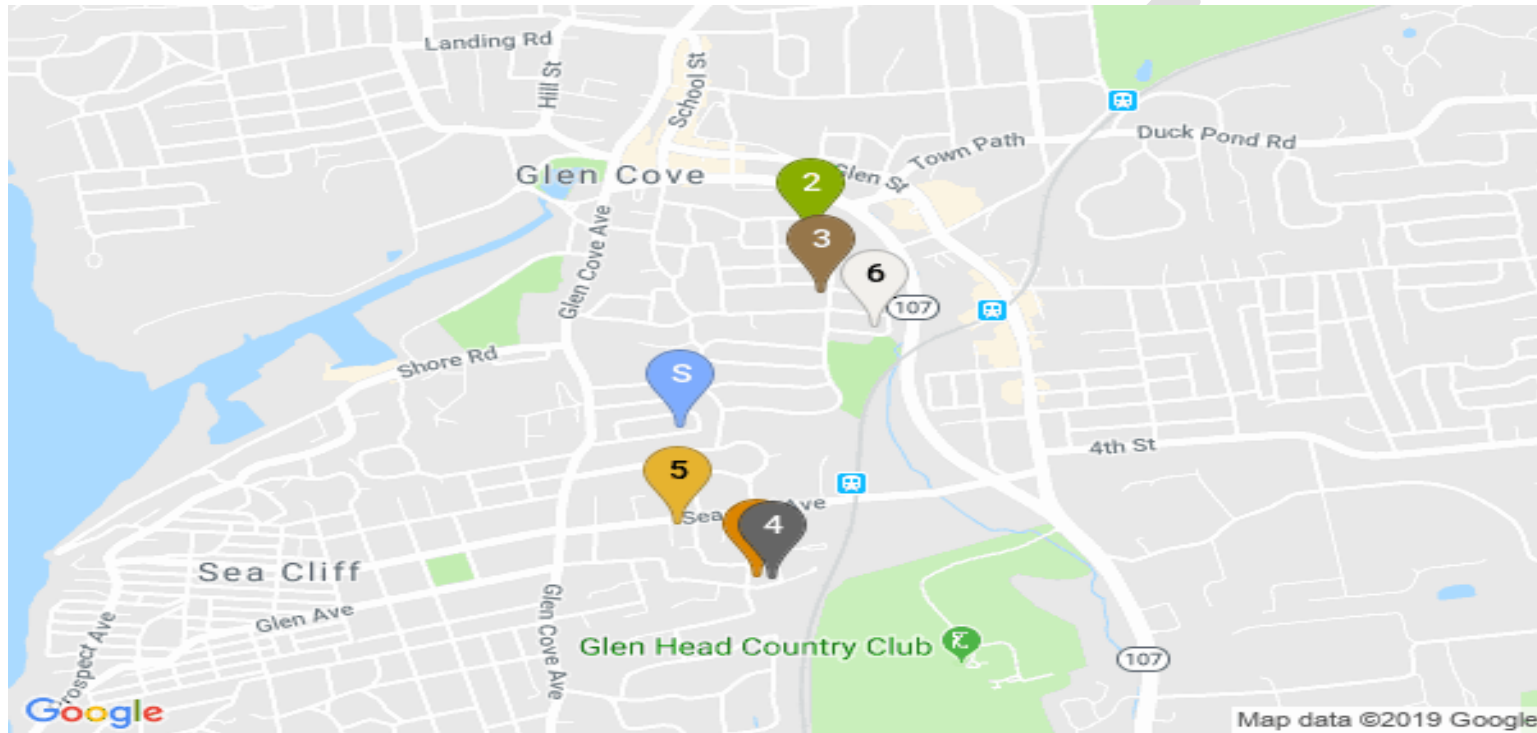 Landing Rd
Hill St
School St
Duck Pond Rd
Town Path
Glen St
Glen Cove
2
3
6
107
Glen Cove Ave
Shore Rd
S
4th St
5
Sea
Ave
4
Sea Cliff
Glen Ave
Glen Cove Ave
Glen Head Country Club
107
Prospect Ave
Google
Map data ©2019 Google